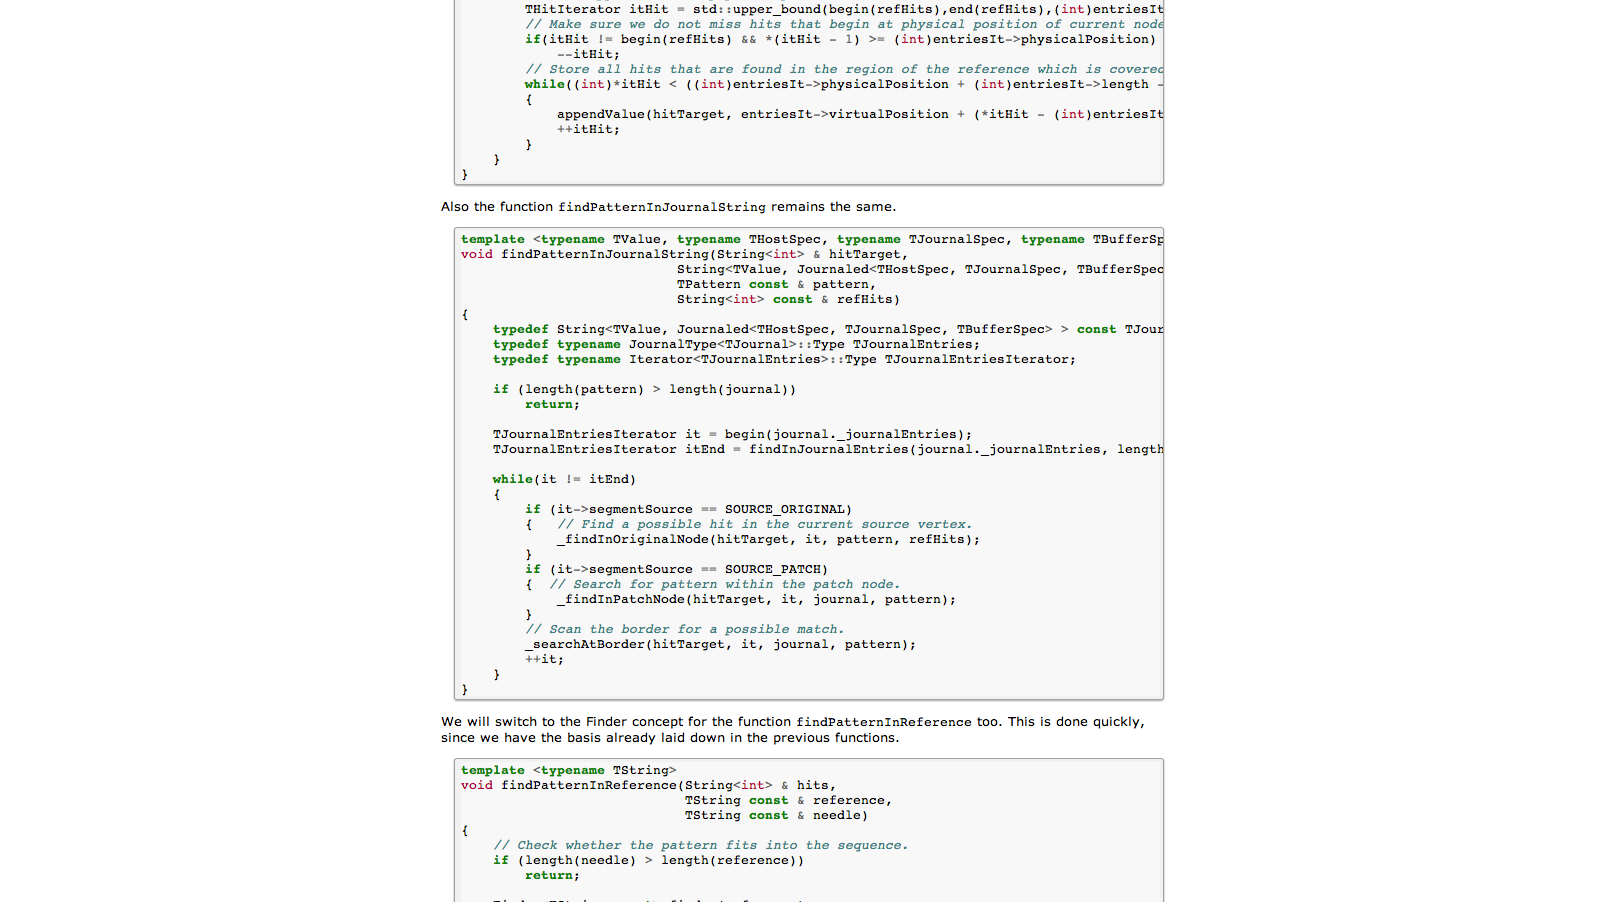 THitIterator itHit = std::upper_bound(begin(refHits),end(refHits),(int)entriesIt
// Make sure we do not miss hits that begin at physical position of current node
if(itHit != begin(refHits) && *(itHit - 1) >= (int)entriesIt->physicalPosition)
--itHit;
// Store all hits that are found in the region of the reference which is covered
while((int)*itHit < ((int)entriesIt->physicalPosition + (int)entriesIt->length -
{
appendValue(hitTarget, entriesIt->virtualPosition + (*itHit - (int)entriesIt
++itHit;
}
}
}
Also the function findPatternInJournalString remains the same.
template <typename TValue, typename THostSpec, typename TJournalSpec, typename TBufferSp
void findPatternInJournalString(String<int> & hitTarget,
String<TValue, Journaled<THostSpec, TJournalSpec, TBufferSpec
TPattern const & pattern,
String<int> const & refHits)
{
typedef String<TValue, Journaled<THostSpec, TJournalSpec, TBufferSpec> > const TJour
typedef typename JournalType<TJournal>::Type TJournalEntries;
typedef typename Iterator<TJournalEntries>::Type TJournalEntriesIterator;
if (length(pattern) > length(journal))
return;
TJournalEntriesIterator it = begin(journal._journalEntries);
TJournalEntriesIterator itEnd = findInJournalEntries(journal._journalEntries, length
while(it != itEnd)
{
if (it->segmentSource == SOURCE_ORIGINAL)
{ // Find a possible hit in the current source vertex.
_findInOriginalNode(hitTarget, it, pattern, refHits);
}
if (it->segmentSource == SOURCE_PATCH)
{ // Search for pattern within the patch node.
_findInPatchNode(hitTarget, it, journal, pattern);
}
// Scan the border for a possible match.
_searchAtBorder(hitTarget, it, journal, pattern);
++it;
}
}
We will switch to the Finder concept for the function findPatternInReference too. This is done quickly,
since we have the basis already laid down in the previous functions.
template <typename TString>
void findPatternInReference(String<int> & hits,
TString const & reference,
TString const & needle)
{
// Check whether the pattern fits into the sequence.
if (length(needle) > length(reference))
return;